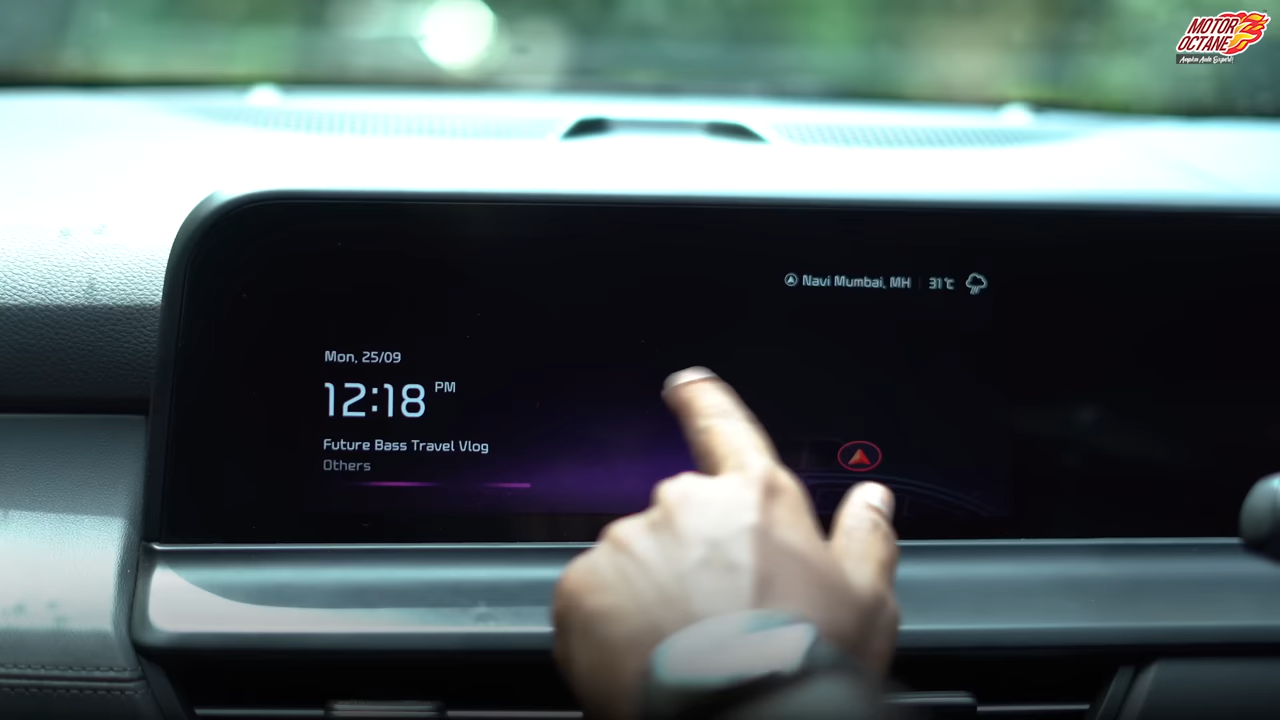 MOTOR
OCTANE
Navi Mumbai, MH 31°C
Mon, 25/09
12:18 PM
Future Bass Travel Vlog
Others